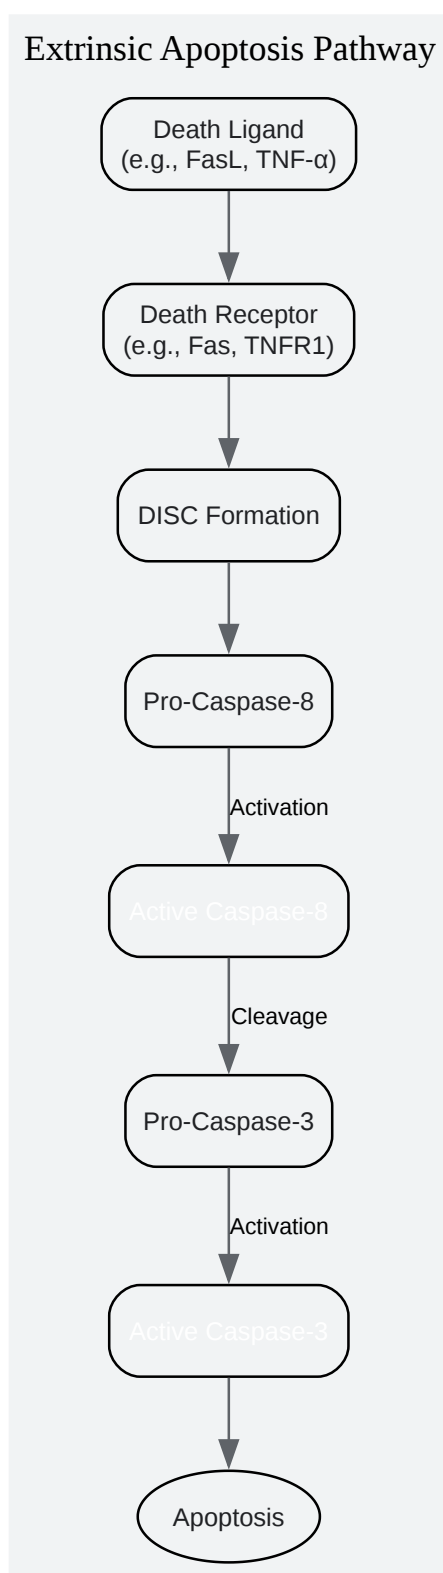 Extrinsic Apoptosis Pathway
Death Ligand
(e.g., FasL, TNF-α)
Death Receptor
(e.g., Fas, TNFR1)
DISC Formation
Pro-Caspase-8
Activation
Active Caspase-8
Cleavage
Pro-Caspase-3
Activation
Active Caspase-3
Apoptosis